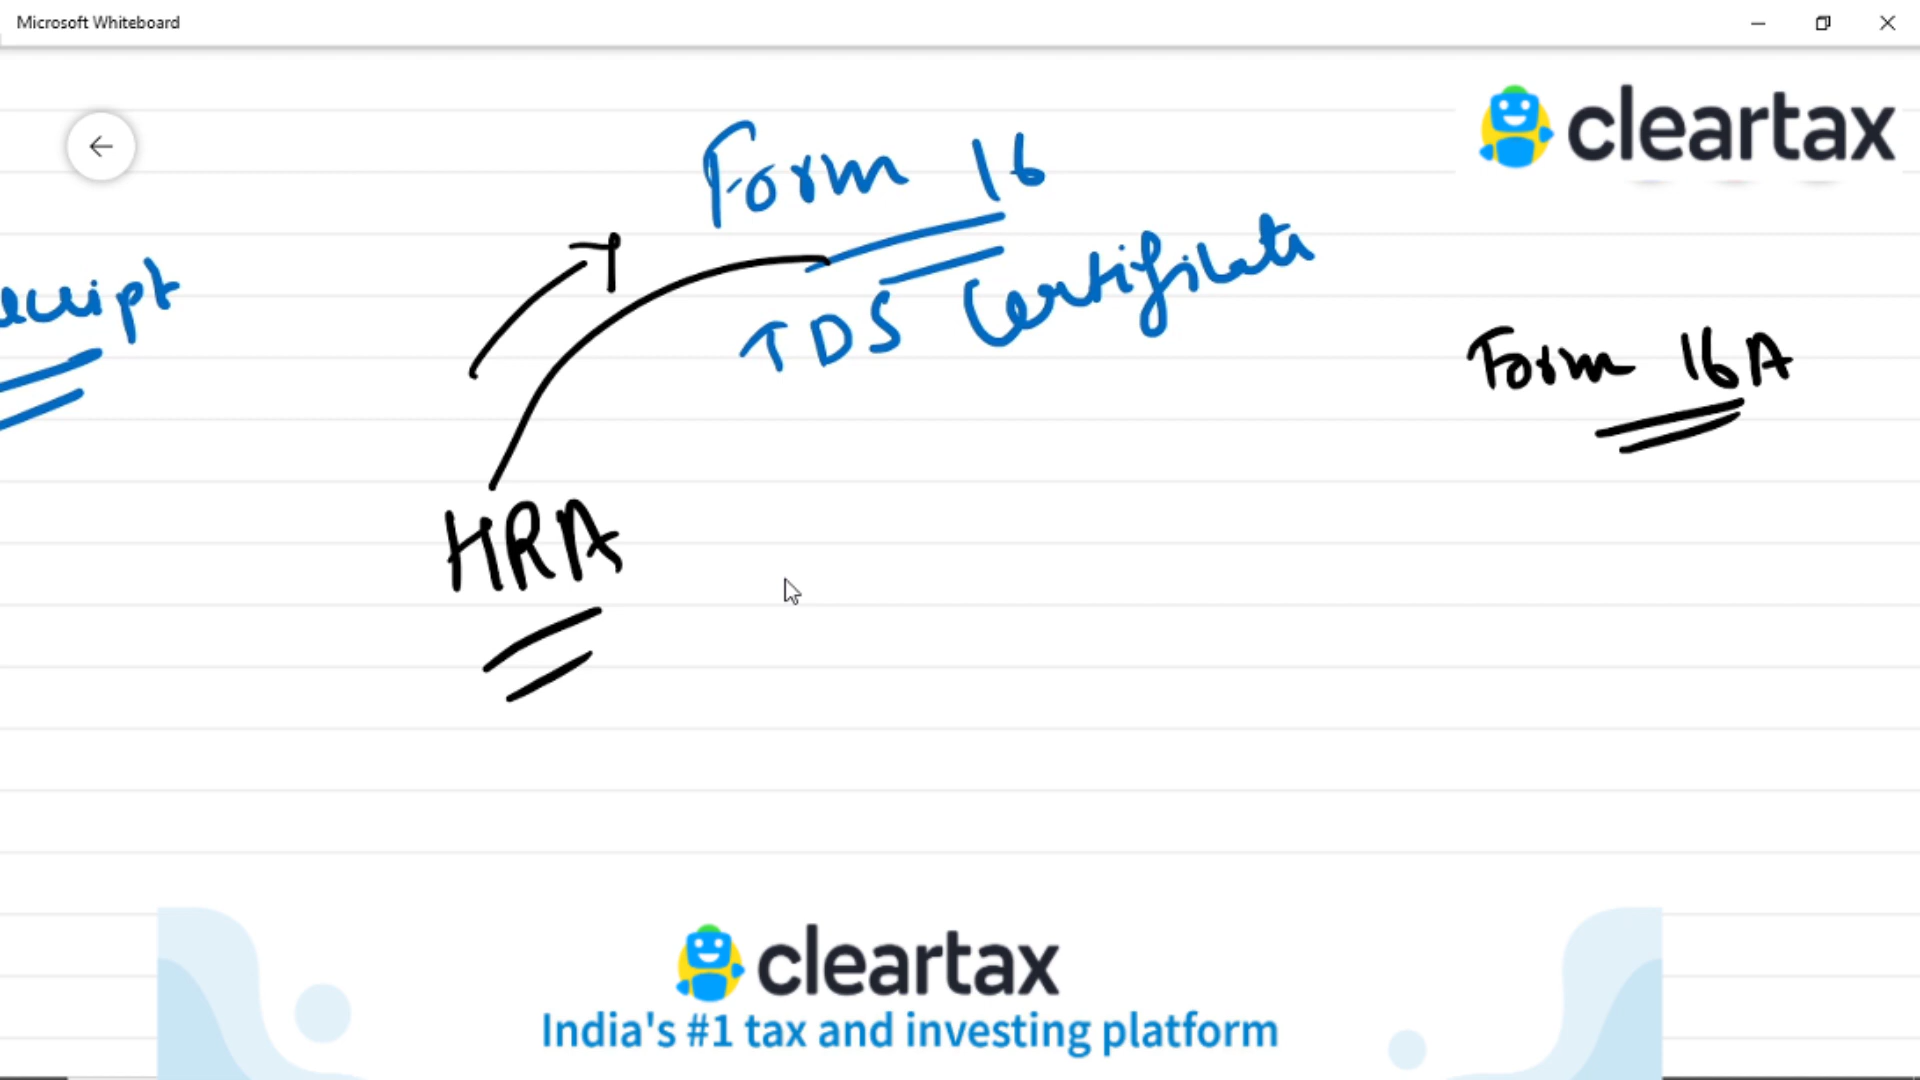 Microsoft Whiteboard
cleartax
Form 16
TDS Certificate
Form 16A
HRA
cleartax
India's #1 tax and investing platform